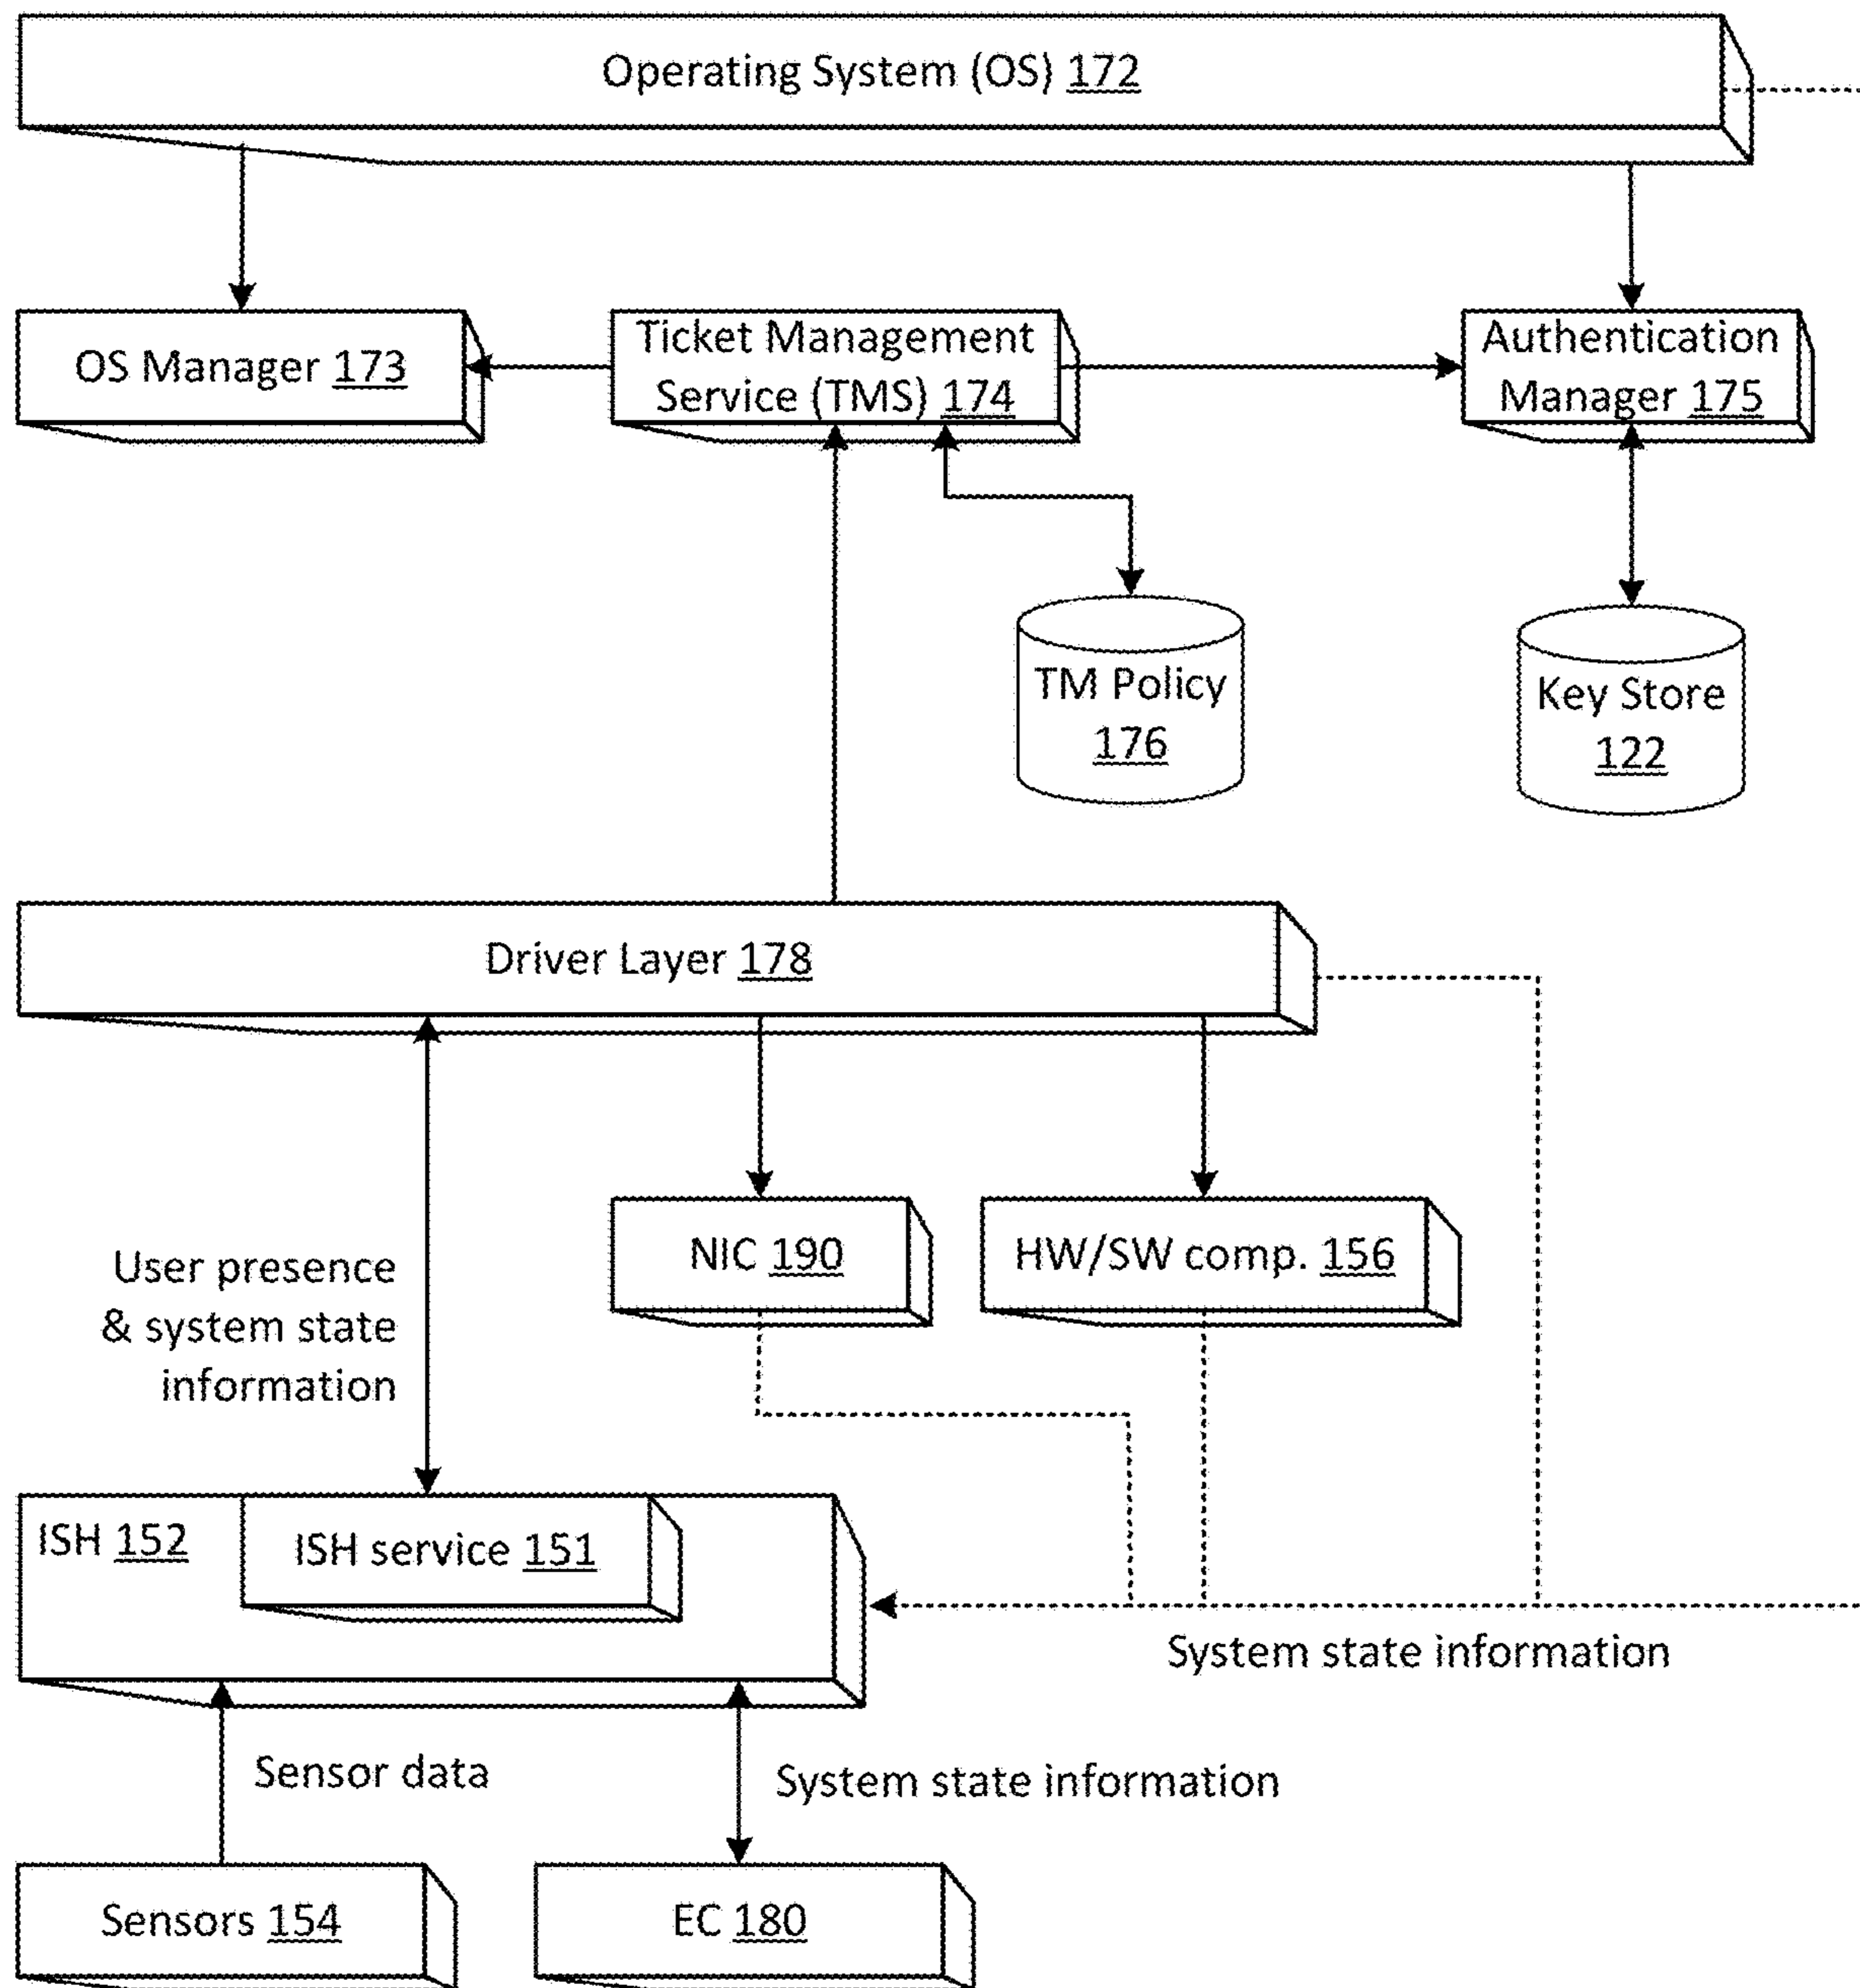 Operating System (OS) 172
OS Manager 173
Ticket Management
Service (TMS) 174
Authentication
Manager 175
TM Policy
176
Key Store
122
Driver Layer 178
User presence
& system state
information
NIC 190
HW/SW comp. 156
ISH 152
ISH service 151
System state information
Sensor data
System state information
Sensors 154
EC 180